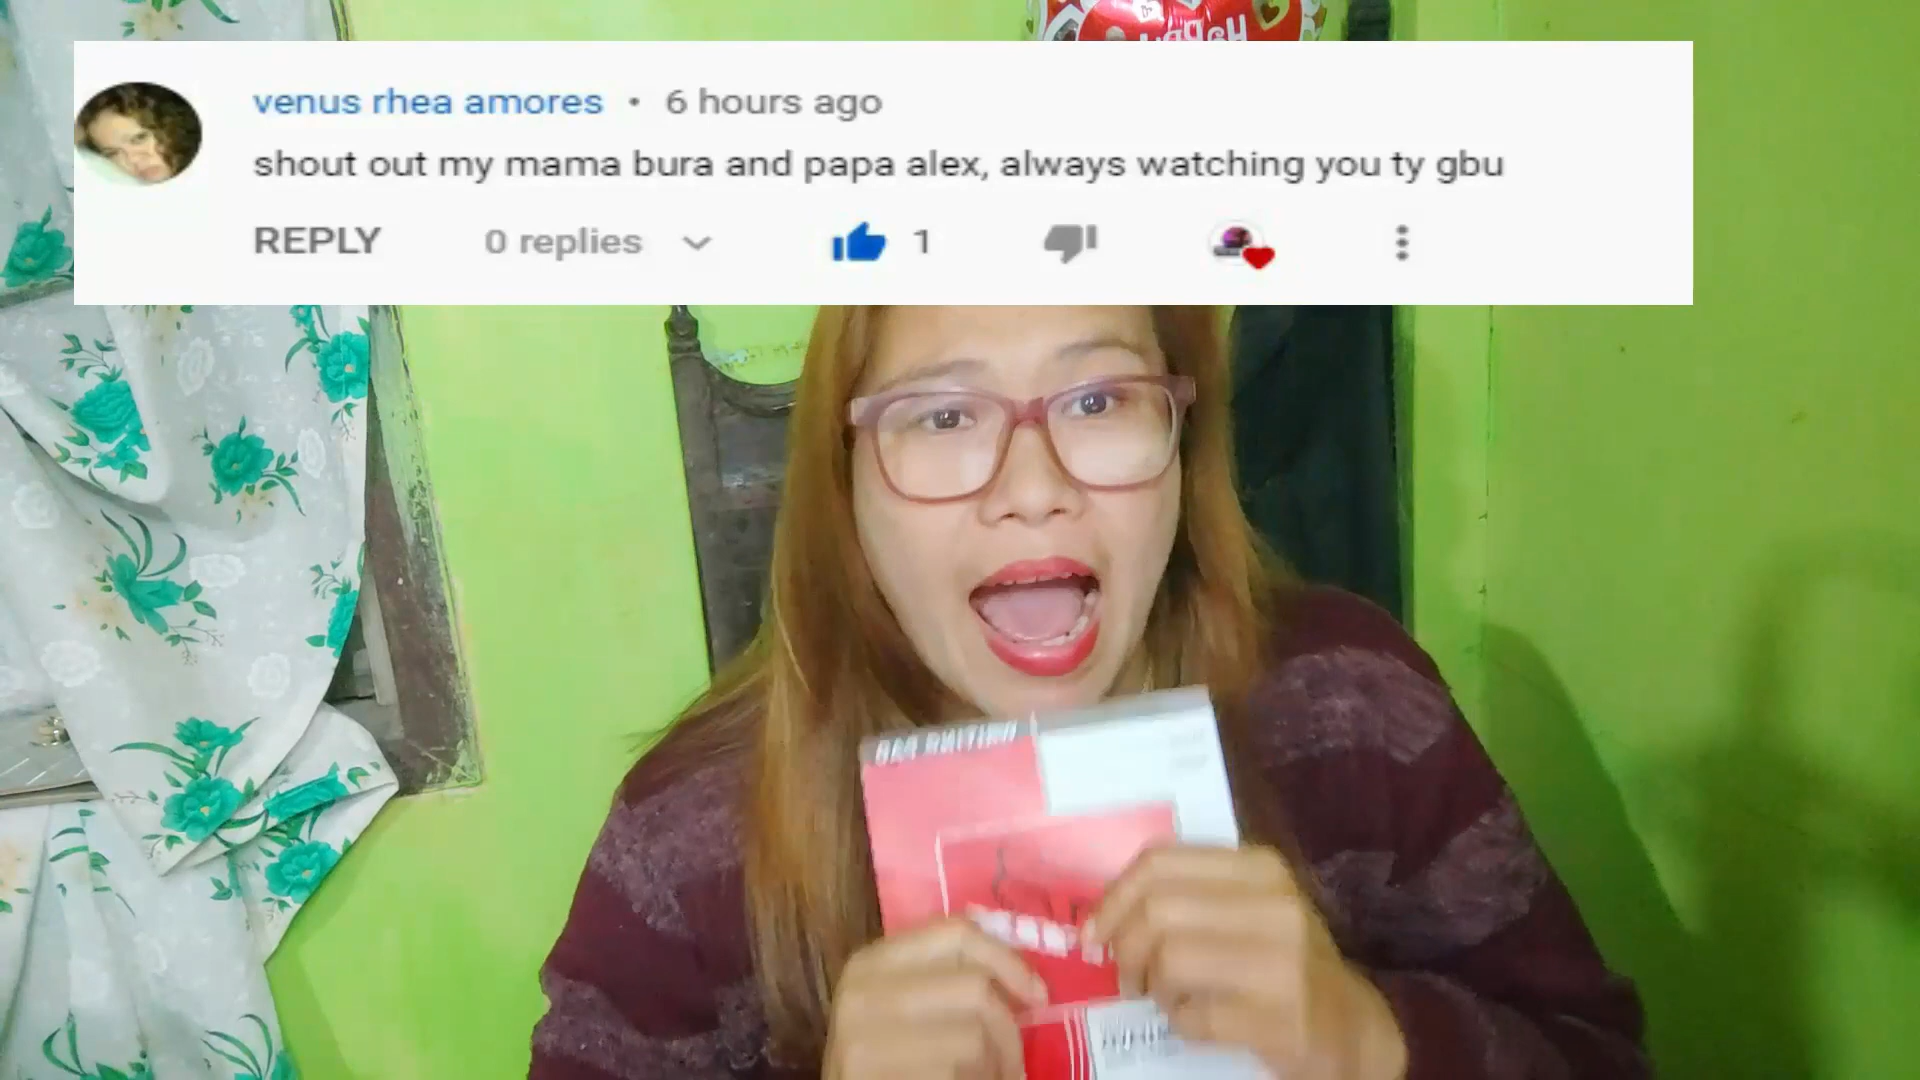 venus rhea amores • 6 hours ago
shout out my mama bura and papa alex, always watching you ty gbu
REPLY 0 replies 1